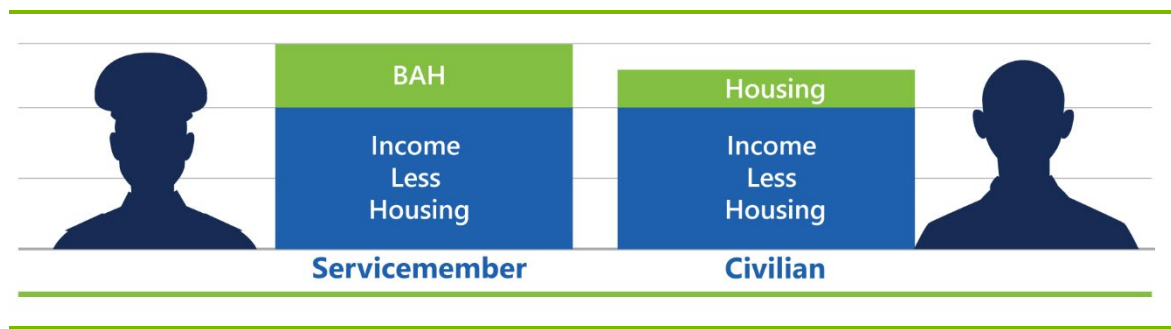 BAH
Income
Less
Housing
Servicemember
Housing
Income
Less
Housing
Civilian